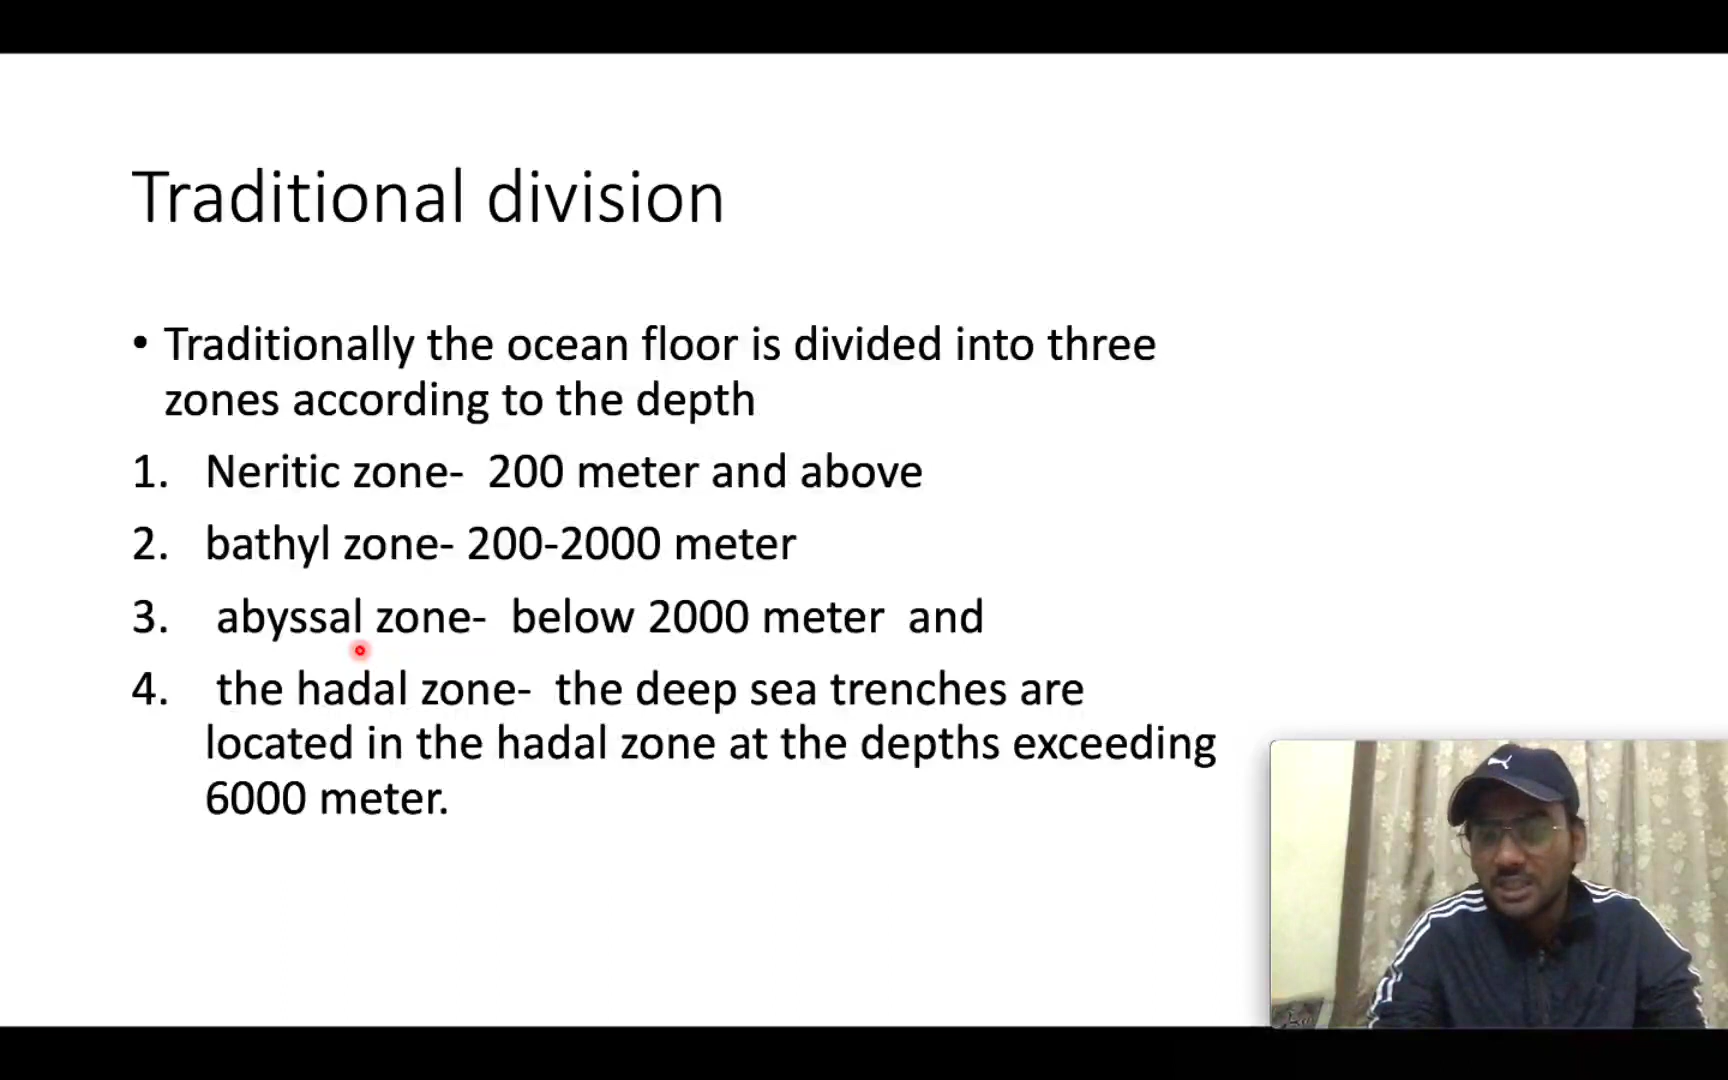 Traditional division
• Traditionally the ocean floor is divided into three
zones according to the depth
1. Neritic zone- 200 meter and above
2. bathyl zone- 200-2000 meter
3. abyssal zone- below 2000 meter and
4. the hadal zone- the deep sea trenches are
located in the hadal zone at the depths exceeding
6000 meter.